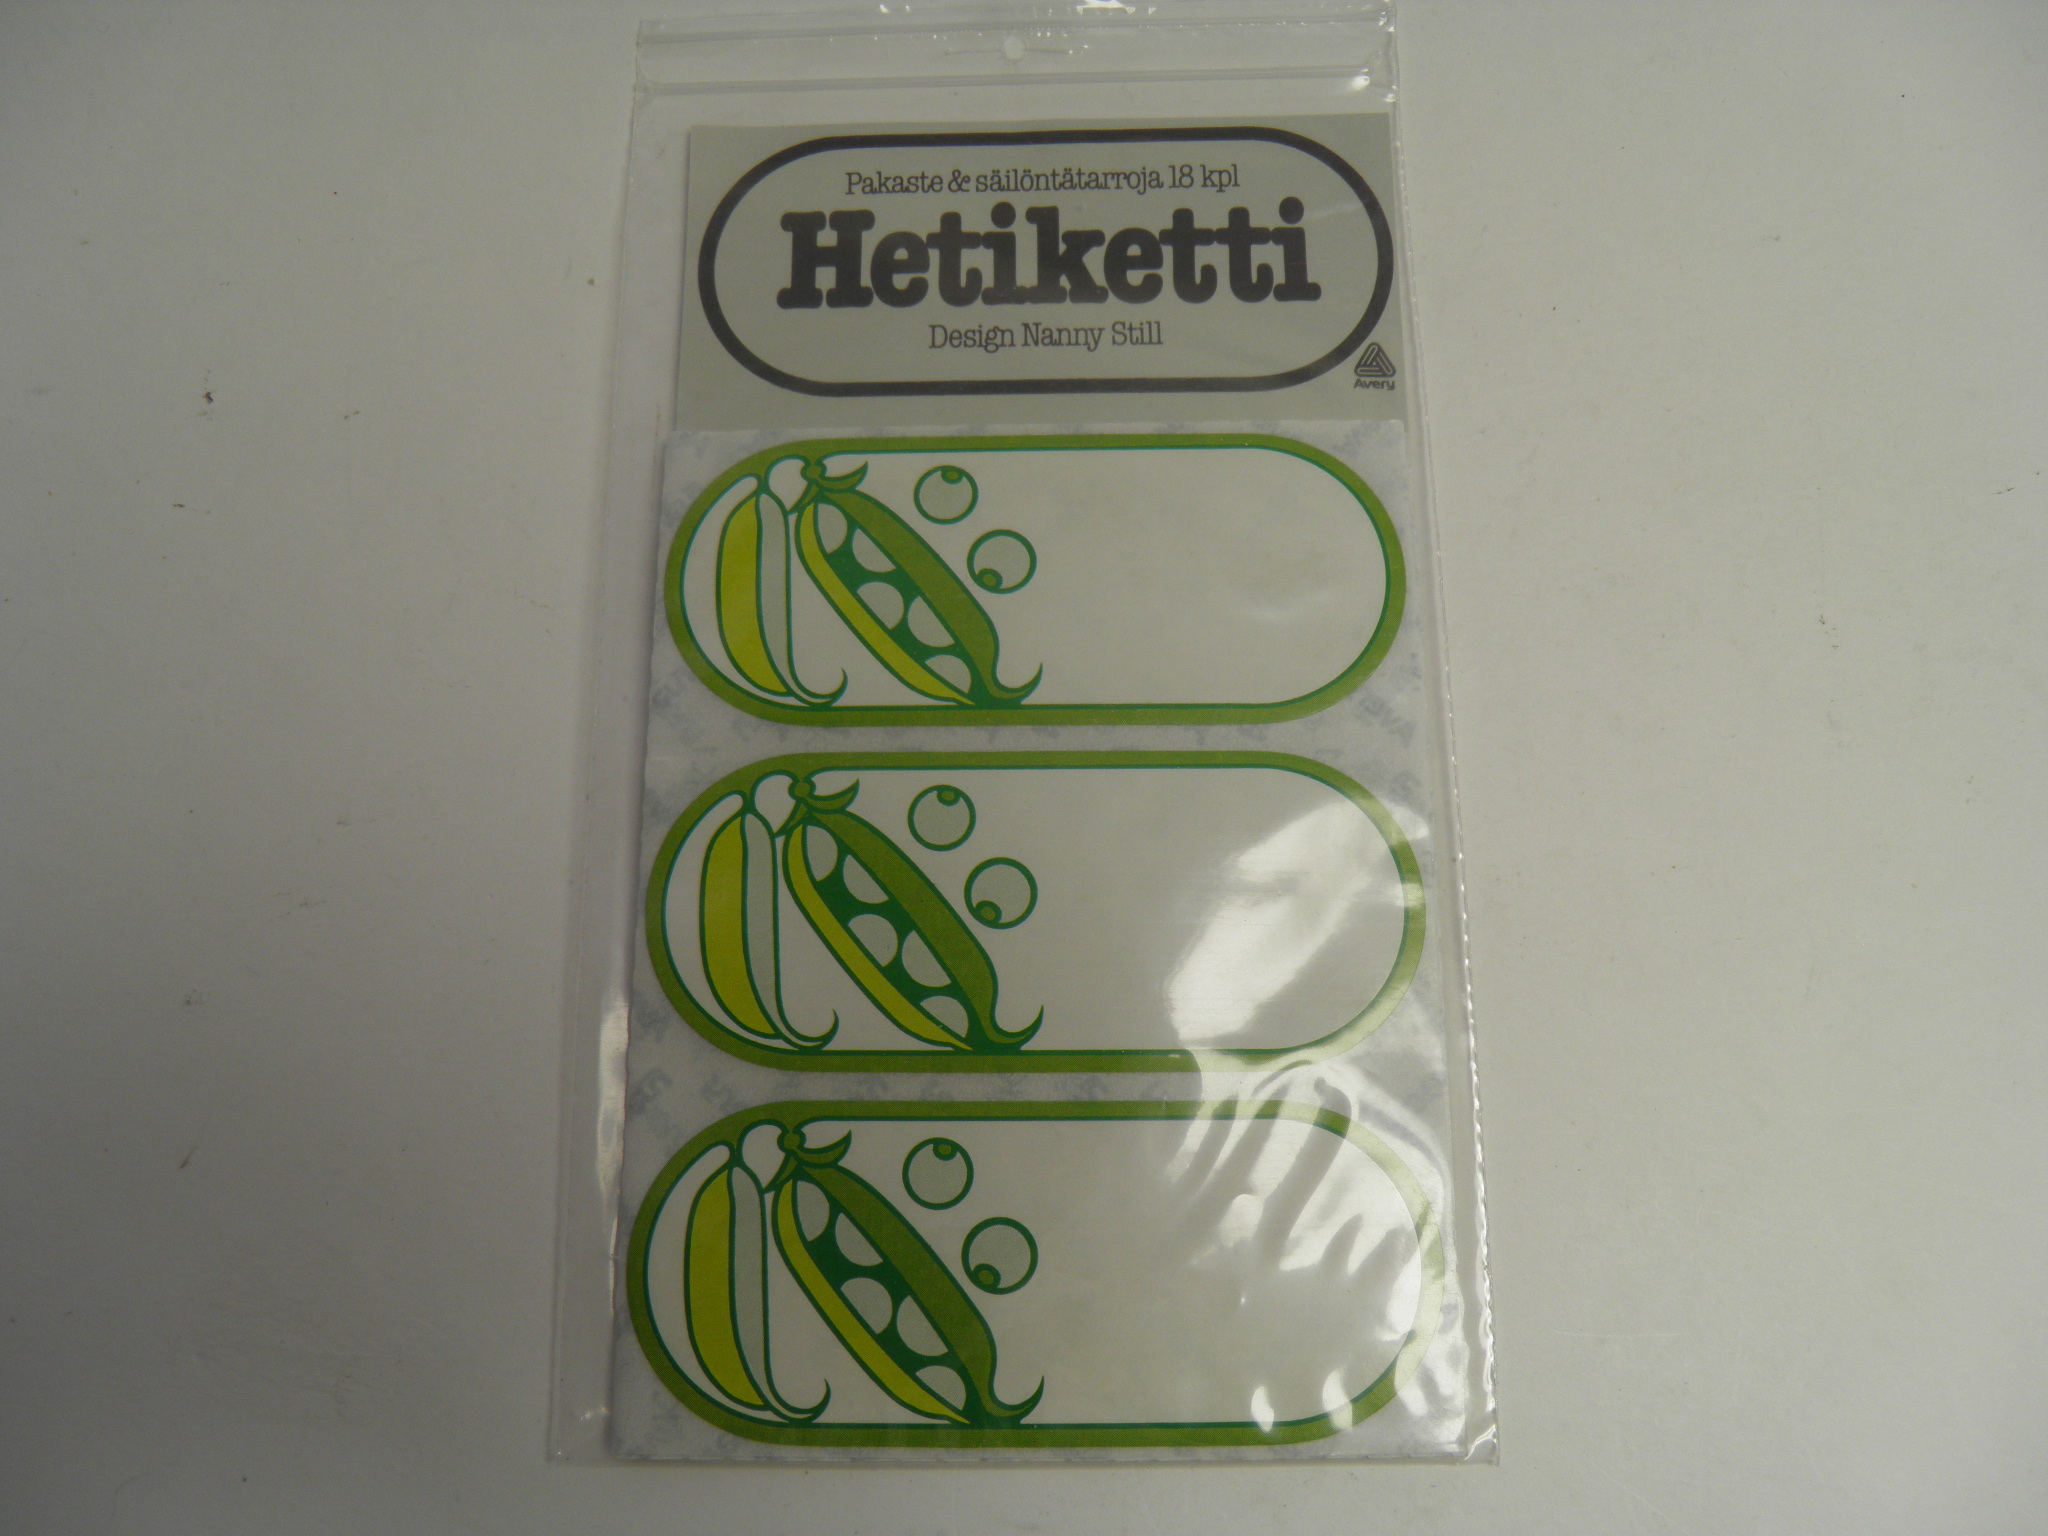 Pakaste & säilöntätarroja 18 kpl
Hetiketti
Design Nanny Still
Avery